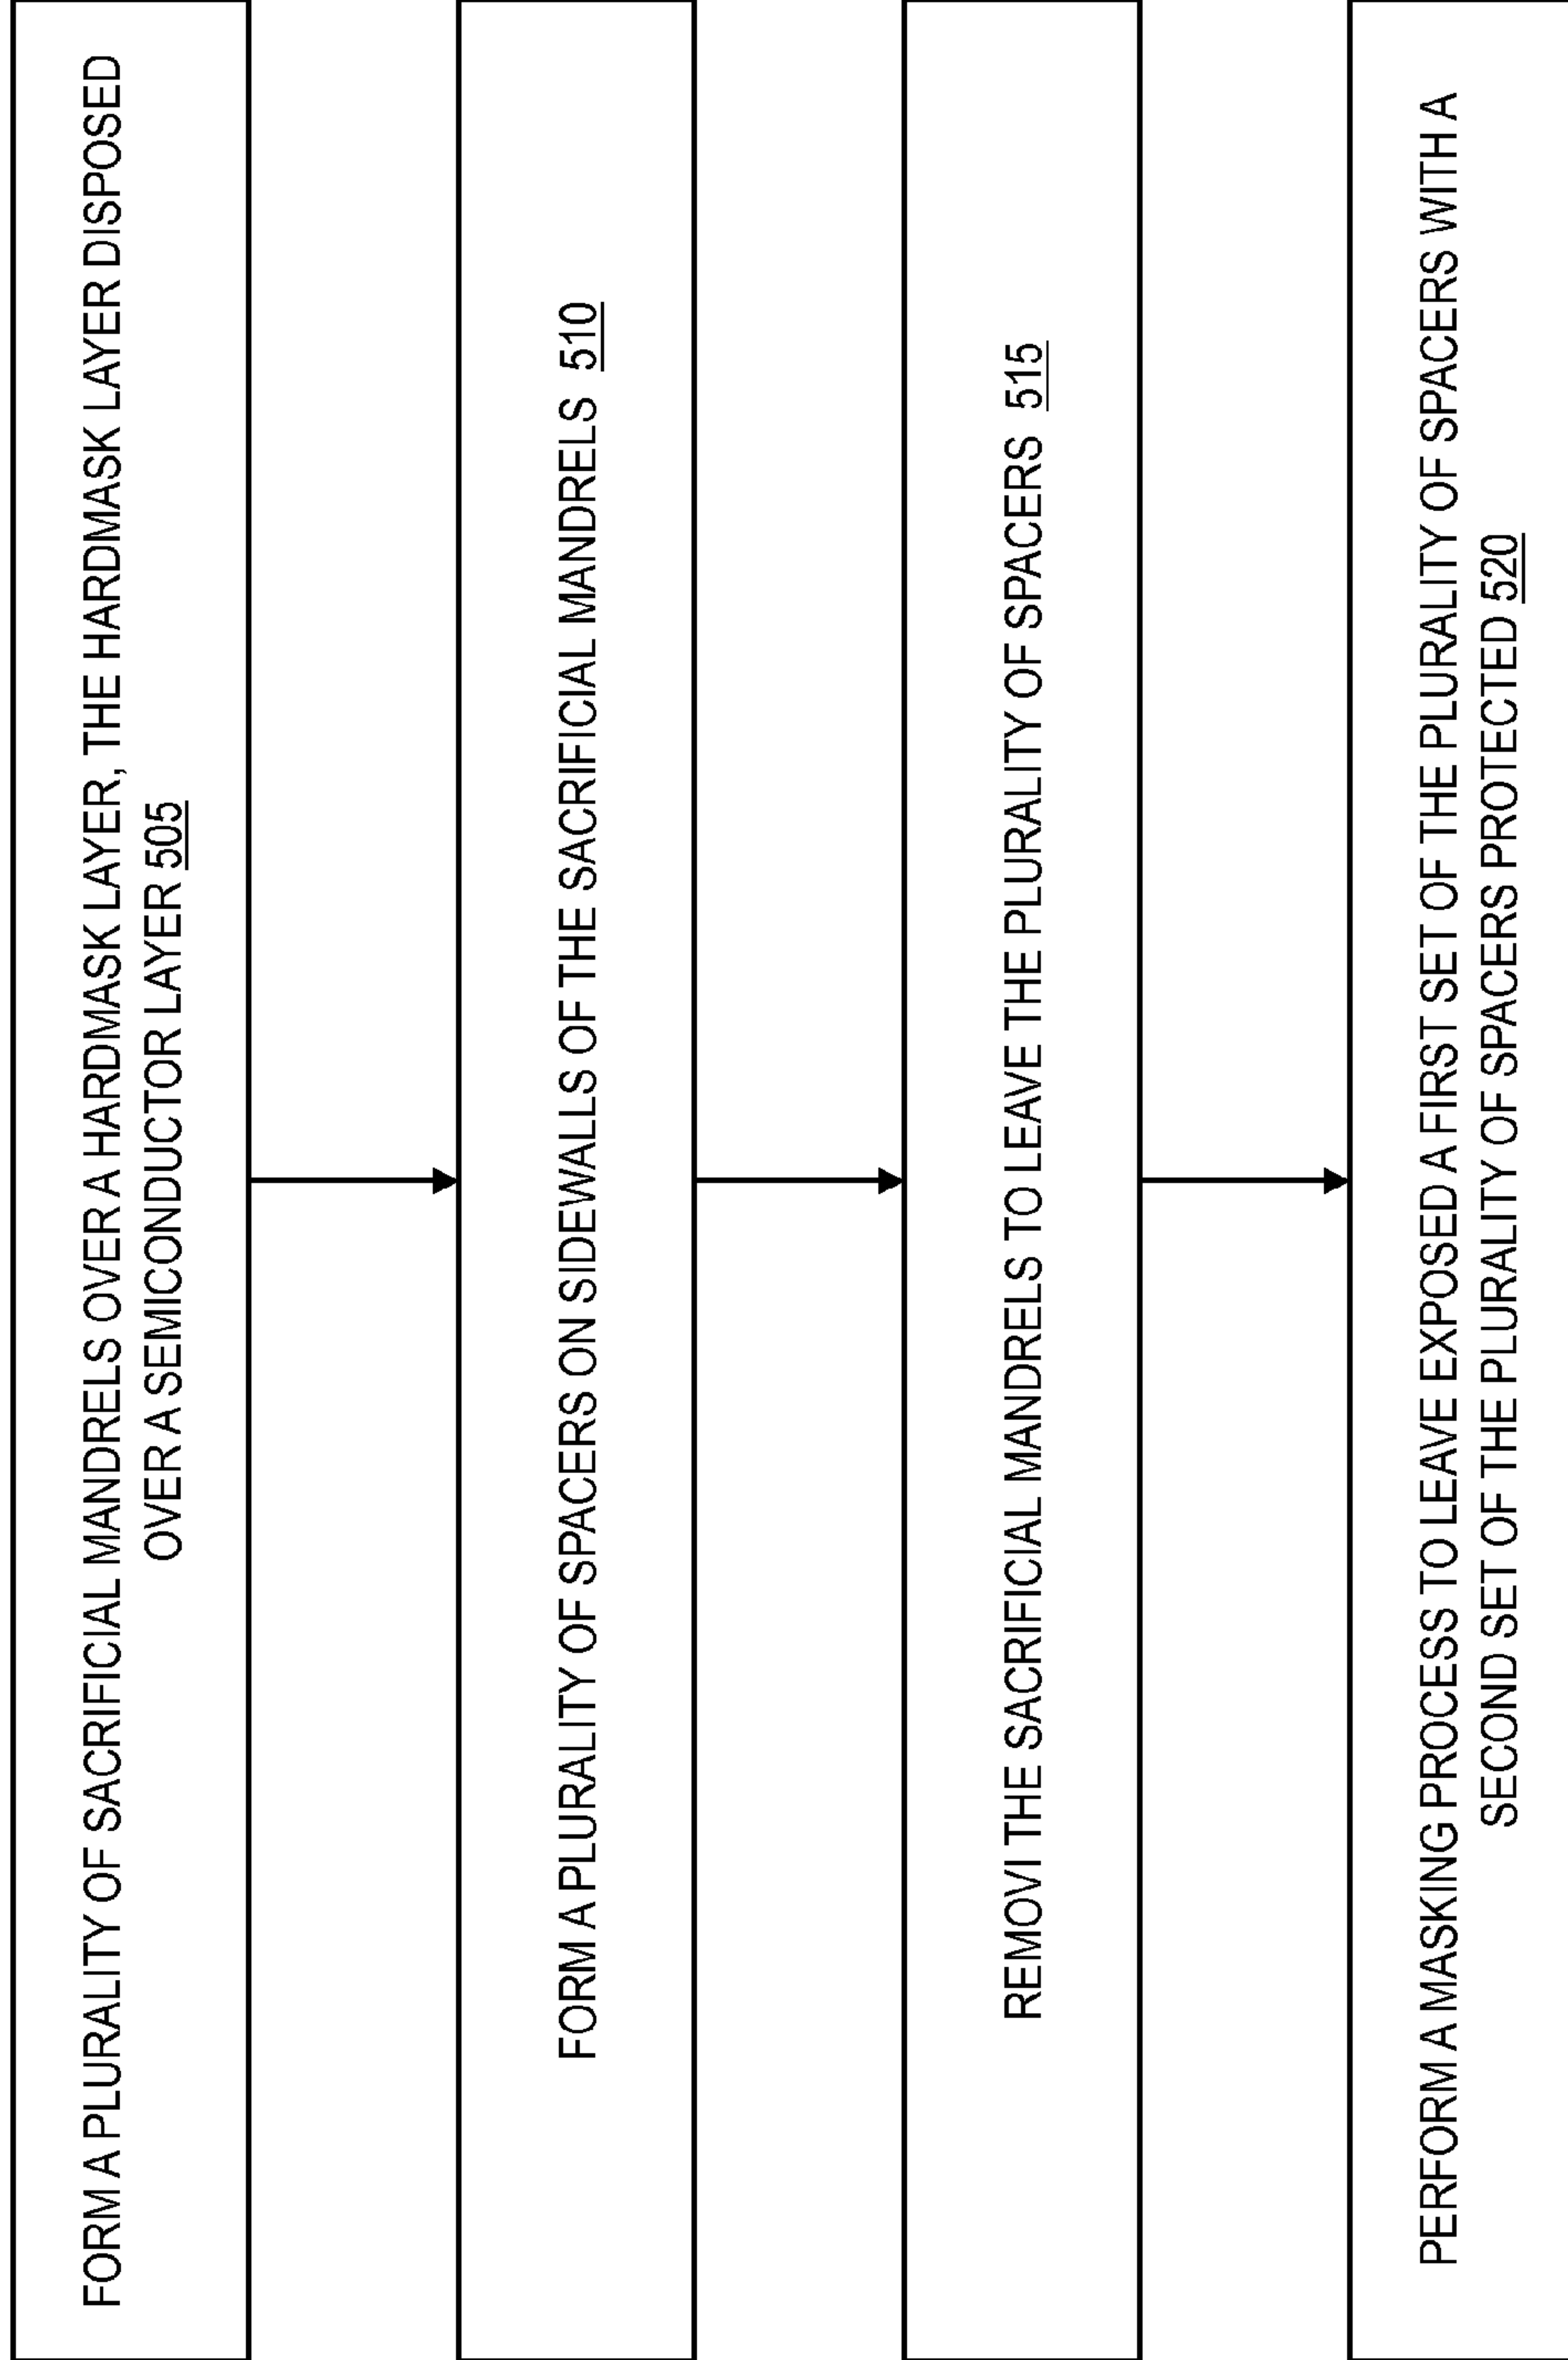 FORM A PLURALITY OF SACRIFICIAL MANDRELS OVER A HARDMASK LAYER, THE HARDMASK LAYER DISPOSED
OVER A SEMICONDUCTOR LAYER 505
FORM A PLURALITY OF SPACERS ON SIDEWALLS OF THE SACRIFICIAL MANDRELS 510
REMOVI THE SACRIFICIAL MANDRELS TO LEAVE THE PLURALITY OF SPACERS 515
PERFORM A MASKING PROCESS TO LEAVE EXPOSED A FIRST SET OF THE PLURALITY OF SPACERS WITH A
SECOND SET OF THE PLURALITY OF SPACERS PROTECTED 520